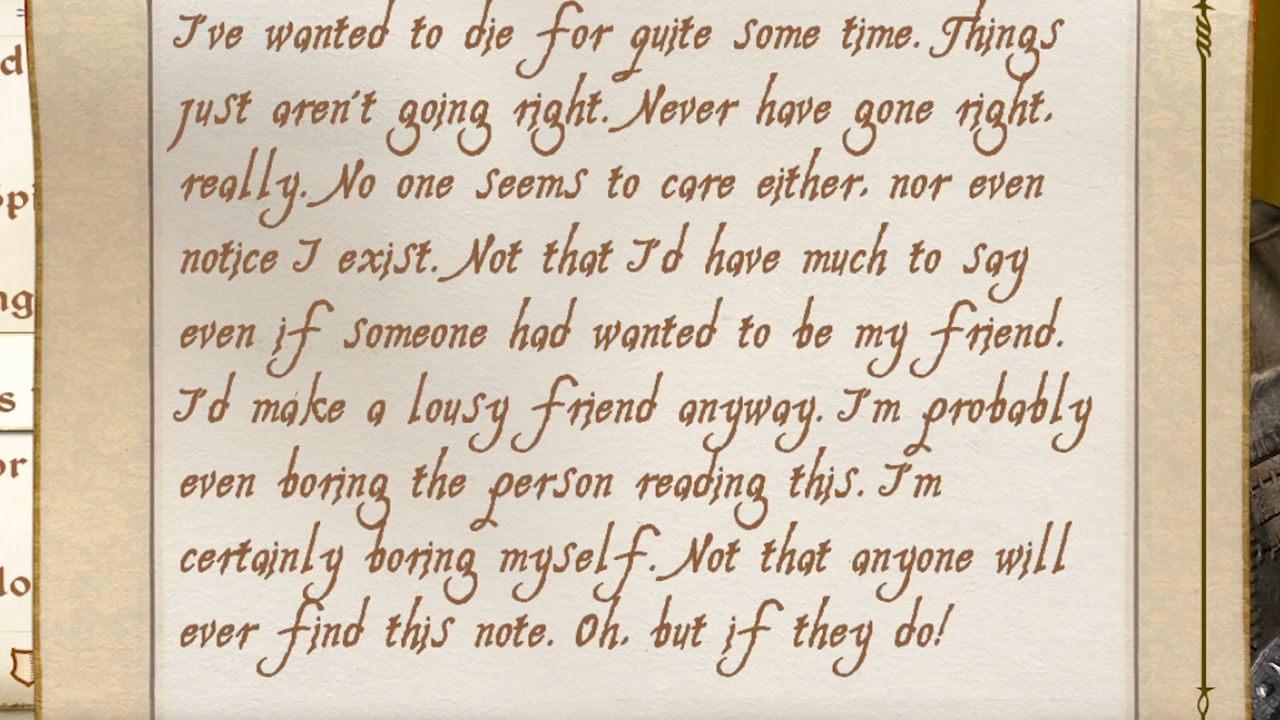 I've wanted to die for quite some time. Things
just aren't going right. Never have gone right,
really. No one seems to care either, nor even
notice I exist. Not that I'd have much to say
even if someone had wanted to be my friend.
I'd make a lousy friend anyway. I'm probably
even boring the person reading this. I'm
certainly boring myself. Not that anyone will
ever find this note. Oh, but if they do!